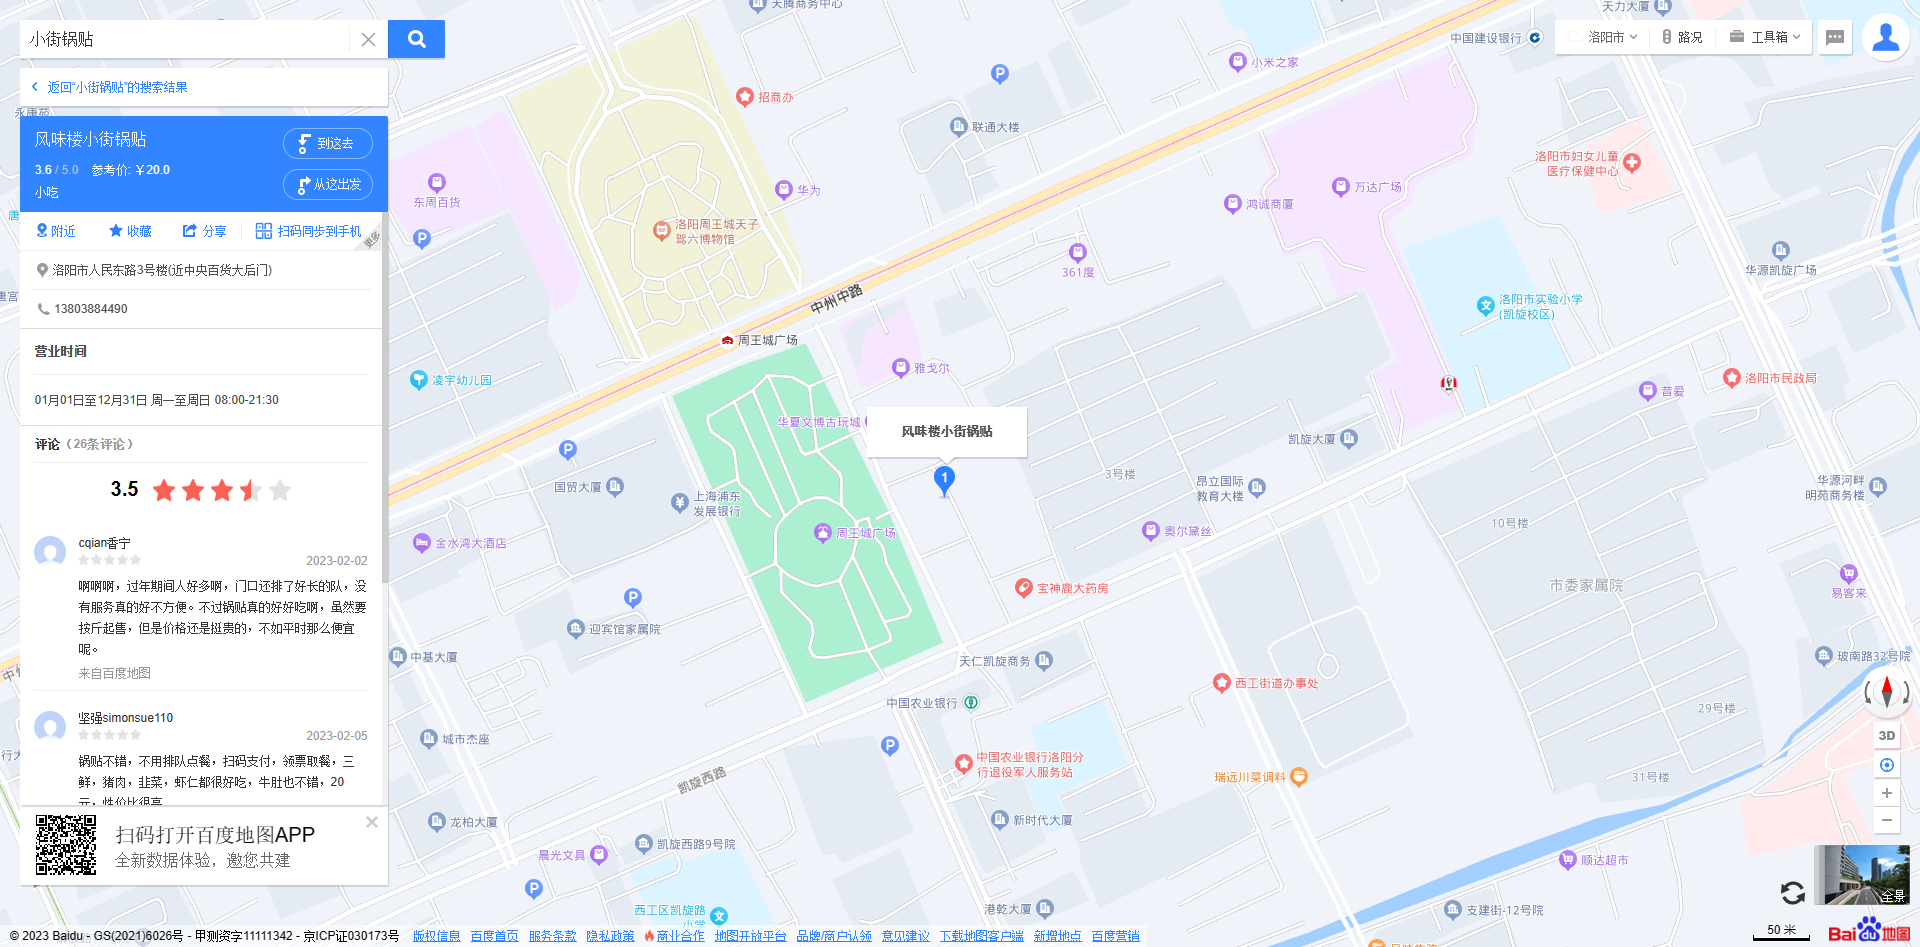 小街锅贴
返回"小街锅贴"的搜索结果
风味楼小街锅贴
3.6 / 5.0 参考价: ￥20.0
小吃
到这去
从这出发
附近
收藏
分享
扫码同步到手机
更多
洛阳市人民东路3号楼(近中央百货大后门)
13803884490
营业时间
01月01日至12月31日 周一至周日 08:00-21:30
评论（26条评论）
3.5
cqian香宁
2023-02-02
啊啊啊，过年期间人好多啊，门口还排了好长的队，没
有服务真的好不方便。不过锅贴真的好好吃啊，虽然要
按斤起售，但是价格还是挺贵的，不如平时那么便宜
呢。
来自百度地图
坚强simonsue110
2023-02-05
锅贴不错，不用排队点餐，扫码支付，领票取餐，三
鲜，猪肉，韭菜，虾仁都很好吃，牛肚也不错，20
元，性价比很高
扫码打开百度地图APP
全新数据体验，邀您共建
洛阳市
路况
工具箱
天腾商务中心
天力大厦
中国建设银行
小米之家
招商办
联通大楼
洛阳市妇女儿童
医疗保健中心
东周百货
华为
万达广场
鸿诚商厦
洛阳周王城天子
驾六博物馆
361度
华源凯旋广场
中州中路
洛阳市实验小学
(凯旋校区)
周王城广场
凌宇幼儿园
雅戈尔
洛阳市民政局
昔爱
华夏文博古玩城
风味楼小街锅贴
1
凯旋大厦
3号楼
国贸大厦
上海浦东
发展银行
昂立国际
教育大楼
华源河畔
明苑商务楼
10号楼
周王城广场
奥尔黛丝
金水湾大酒店
市委家属院
宝神鹿大药房
易客来
迎宾馆家属院
中基大厦
天仁凯旋商务
玻南路32号院
西工街道办事处
中国农业银行
29号楼
城市杰座
中国农业银行洛阳分
行退役军人服务站
凯旋西路
瑞远川菜调料
31号楼
龙柏大厦
新时代大厦
凯旋西路9号院
晨光文具
顺达超市
西工区凯旋路
小学
港乾大厦
支建街-12号院
3D
全景
50 米
Bai地图
© 2023 Baidu - GS(2021)6026号 - 甲测资字11111342 - 京ICP证030173号
版权信息 百度首页 服务条款 隐私政策 商业合作 地图开放平台 品牌/商户认领 意见建议 下载地图客户端 新增地点 百度营销